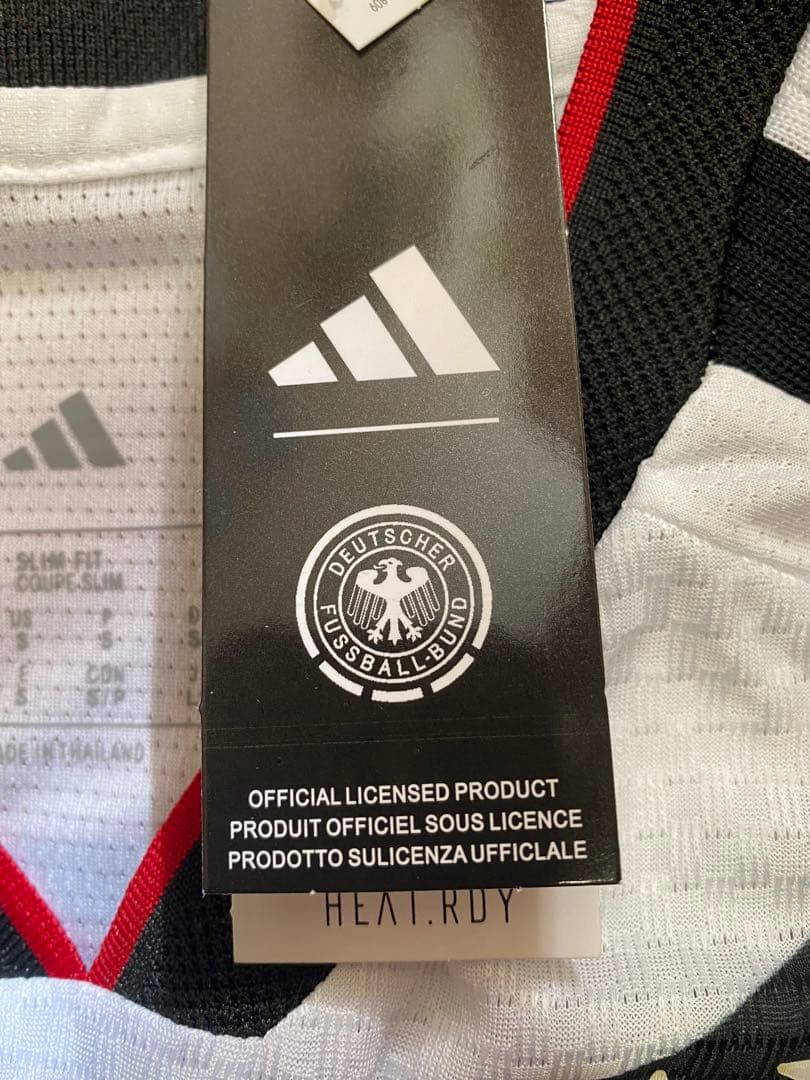 DEUTSCHER
FUSSBALL-BUND
OFFICIAL LICENSED PRODUCT
PRODUIT OFFICIEL SOUS LICENCE
PRODOTTO SULICENZA UFFICLALE
HEAT.RDY
SLIM FIT
COUPE SLIM
US F D
S S S
E CDN J
S S/P L
ADE IN THAILAND